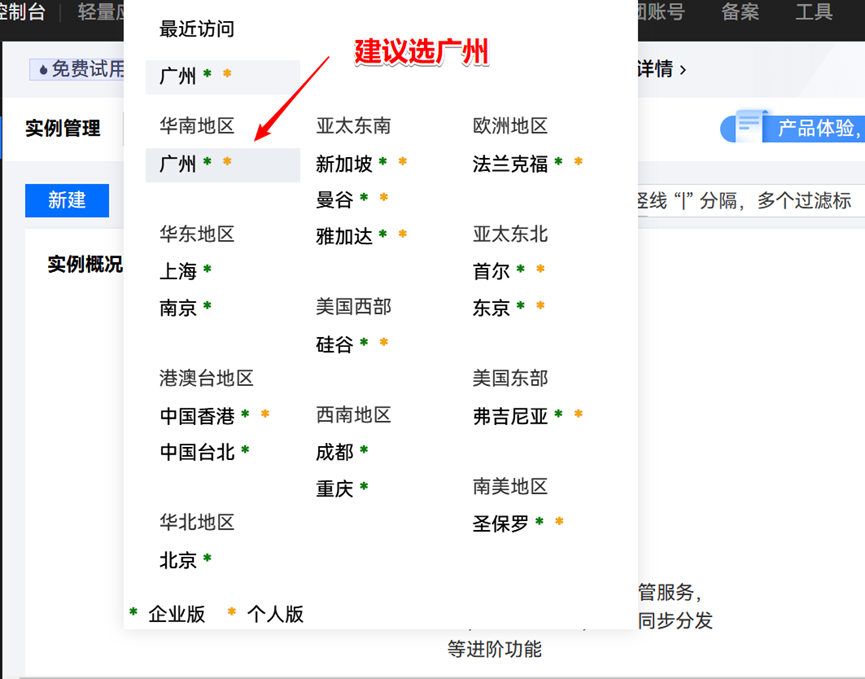 控制台 轻量应 团账号 备案 工具
最近访问
建议选广州
免费试用 详情 >
广州 * *
实例管理 产品体验,
华南地区 亚太东南 欧洲地区
广州 * * 新加坡 * * 法兰克福 * *
新建 曼谷 * * 竖线 “|” 分隔，多个过滤标
华东地区 雅加达 * * 亚太东北
实例概况
上海 * 首尔 * *
南京 * 美国西部 东京 * *
硅谷 * *
港澳台地区 美国东部
中国香港 * * 西南地区 弗吉尼亚 * *
中国台北 * 成都 *
重庆 * 南美地区
华北地区 圣保罗 * *
北京 *
管服务，
* 企业版 * 个人版
同步分发
等进阶功能